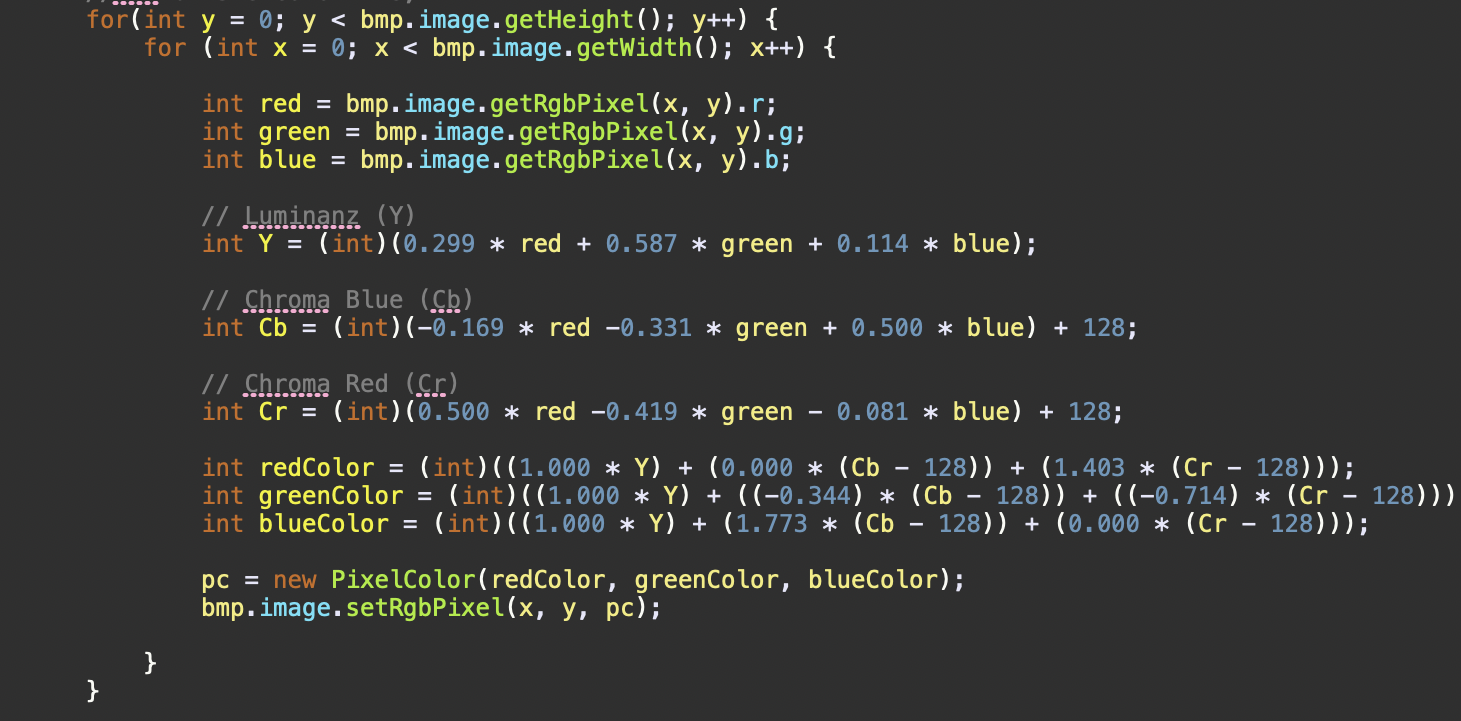 for(int y = 0; y < bmp.image.getHeight(); y++) {
for (int x = 0; x < bmp.image.getWidth(); x++) {
int red = bmp.image.getRgbPixel(x, y).r;
int green = bmp.image.getRgbPixel(x, y).g;
int blue = bmp.image.getRgbPixel(x, y).b;
// Luminanz (Y)
int Y = (int)(0.299 * red + 0.587 * green + 0.114 * blue);
// Chroma Blue (Cb)
int Cb = (int)(-0.169 * red -0.331 * green + 0.500 * blue) + 128;
// Chroma Red (Cr)
int Cr = (int)(0.500 * red -0.419 * green - 0.081 * blue) + 128;
int redColor = (int)((1.000 * Y) + (0.000 * (Cb - 128)) + (1.403 * (Cr - 128)));
int greenColor = (int)((1.000 * Y) + ((-0.344) * (Cb - 128)) + ((-0.714) * (Cr - 128)))
int blueColor = (int)((1.000 * Y) + (1.773 * (Cb - 128)) + (0.000 * (Cr - 128)));
pc = new PixelColor(redColor, greenColor, blueColor);
bmp.image.setRgbPixel(x, y, pc);
}
}